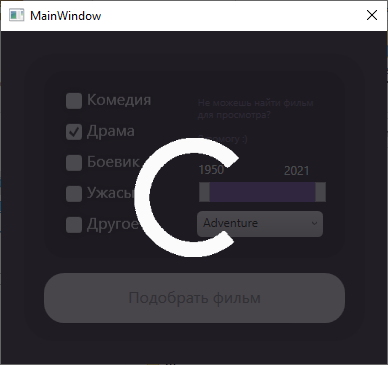 MainWindow
Комедия
Драма
Боевик
Ужасы
Другое
Не можешь найти фильм
для просмотра?
1950
2021
Adventure
Подобрать фильм